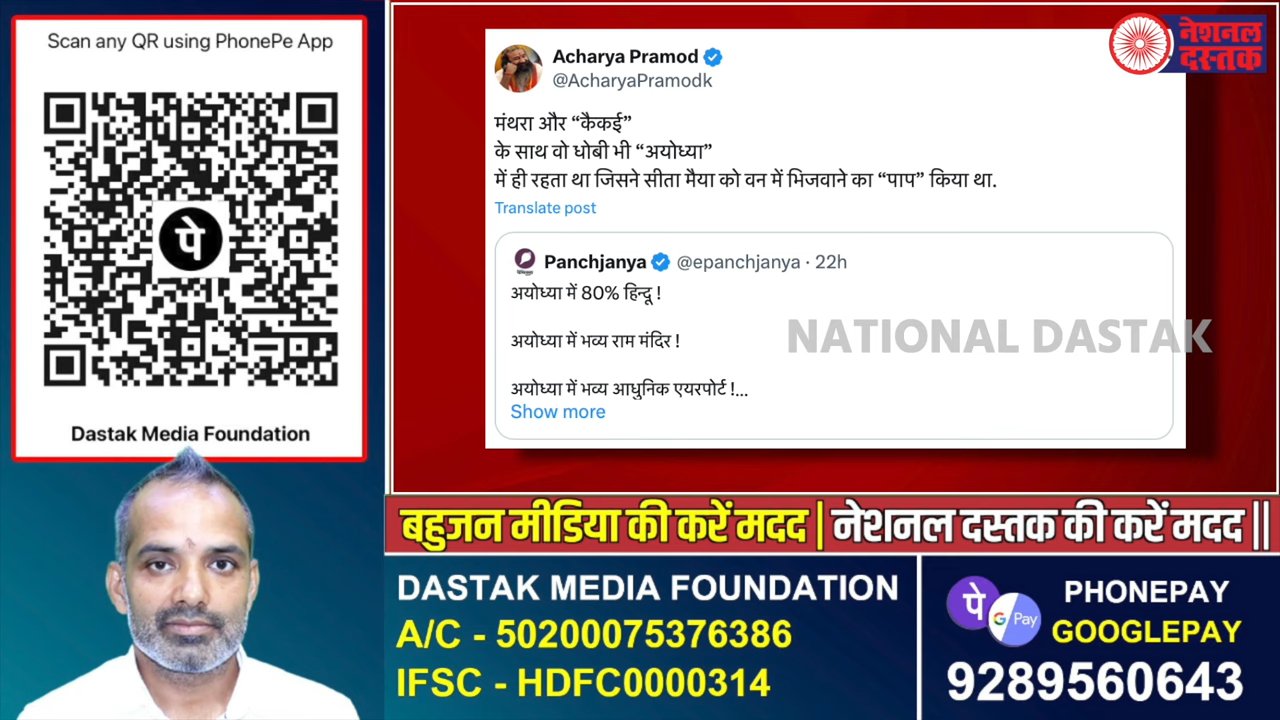 Scan any QR using PhonePe App
पे
Dastak Media Foundation
नेशनल
दस्तक
Acharya Pramod
@AcharyaPramodk
मंथरा और “कैकई”
के साथ वो धोबी भी “अयोध्या”
में ही रहता था जिसने सीता मैया को वन में भिजवाने का “पाप” किया था.
Translate post
Panchjanya @epanchjanya · 22h
अयोध्या में 80% हिन्दू !
अयोध्या में भव्य राम मंदिर !
अयोध्या में भव्य आधुनिक एयरपोर्ट !...
Show more
NATIONAL DASTAK
बहुजन मीडिया की करें मदद | नेशनल दस्तक की करें मदद ||
DASTAK MEDIA FOUNDATION
A/C - 50200075376386
IFSC - HDFC0000314
पे
G Pay
PHONEPAY
GOOGLEPAY
9289560643